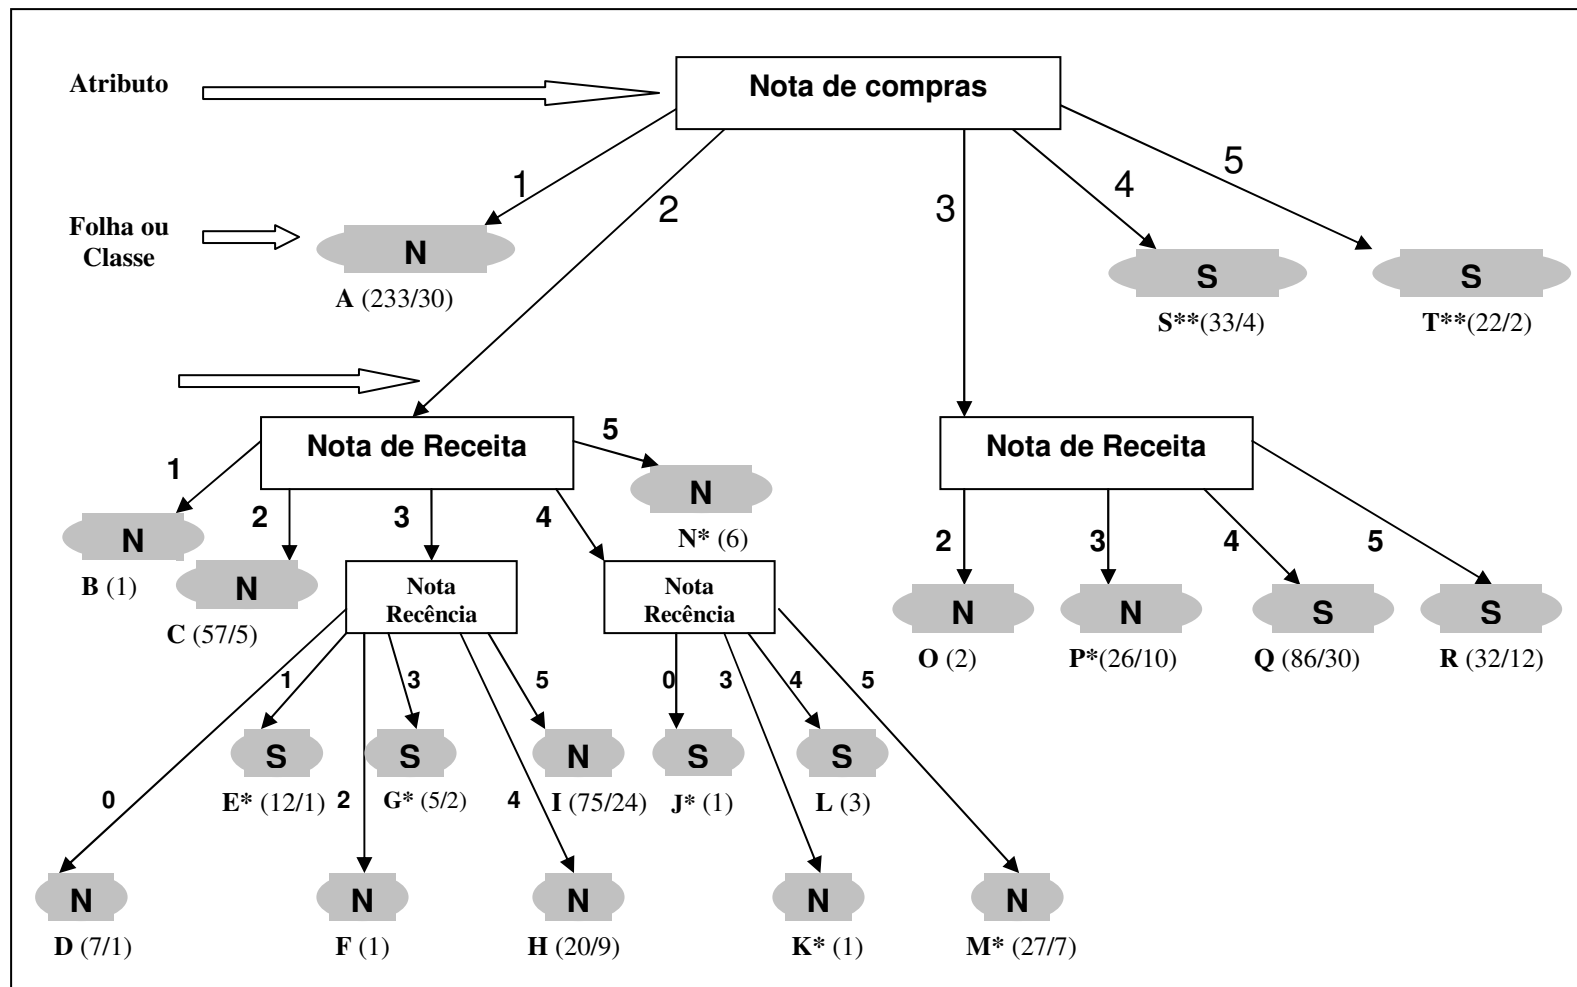 Atributo
Nota de compras
1
2
3
4
5
Folha ou
Classe
N
A (233/30)
S
S**(33/4)
S
T**(22/2)
Nota de Receita
1
2
3
4
5
N
B (1)
N
C (57/5)
N
N* (6)
Nota de Receita
2
3
4
5
N
O (2)
N
P*(26/10)
S
Q (86/30)
S
R (32/12)
Nota
Recência
0
1
2
3
4
5
S
E* (12/1)
S
G* (5/2)
N
I (75/24)
N
D (7/1)
N
F (1)
N
H (20/9)
Nota
Recência
0
3
4
5
S
J* (1)
S
L (3)
N
K* (1)
N
M* (27/7)